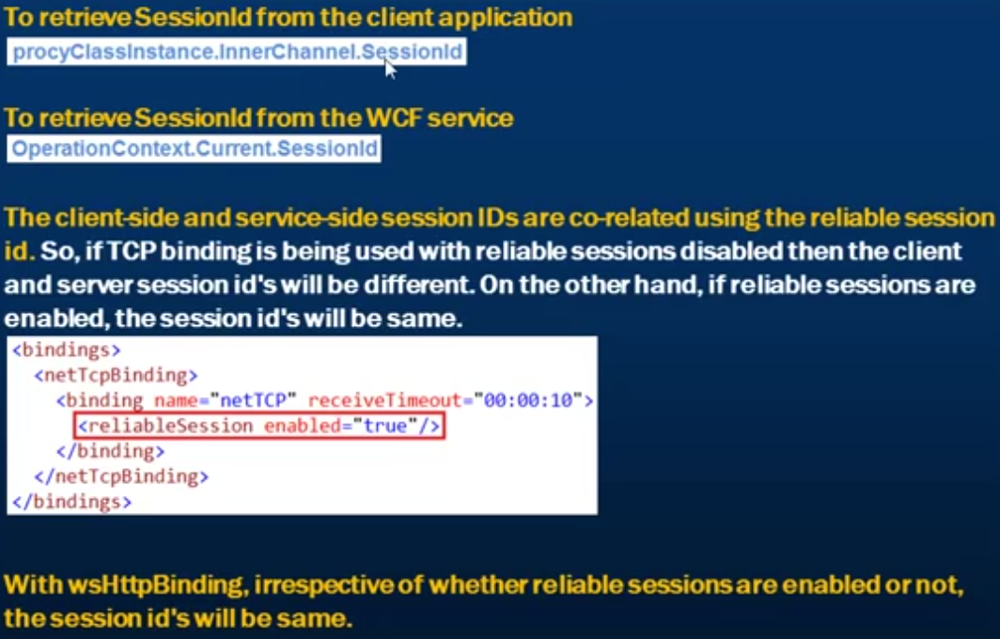 To retrieve SessionId from the client application
procyClassInstance.InnerChannel.SessionId
To retrieve SessionId from the WCF service
OperationContext.Current.SessionId
The client-side and service-side session IDs are co-related using the reliable session
id. So, if TCP binding is being used with reliable sessions disabled then the client
and server session id's will be different. On the other hand, if reliable sessions are
enabled, the session id's will be same.
<bindings>
  <netTcpBinding>
    <binding name="netTCP" receiveTimeout="00:00:10">
      <reliableSession enabled="true"/>
    </binding>
  </netTcpBinding>
</bindings>
With wsHttpBinding, irrespective of whether reliable sessions are enabled or not,
the session id's will be same.